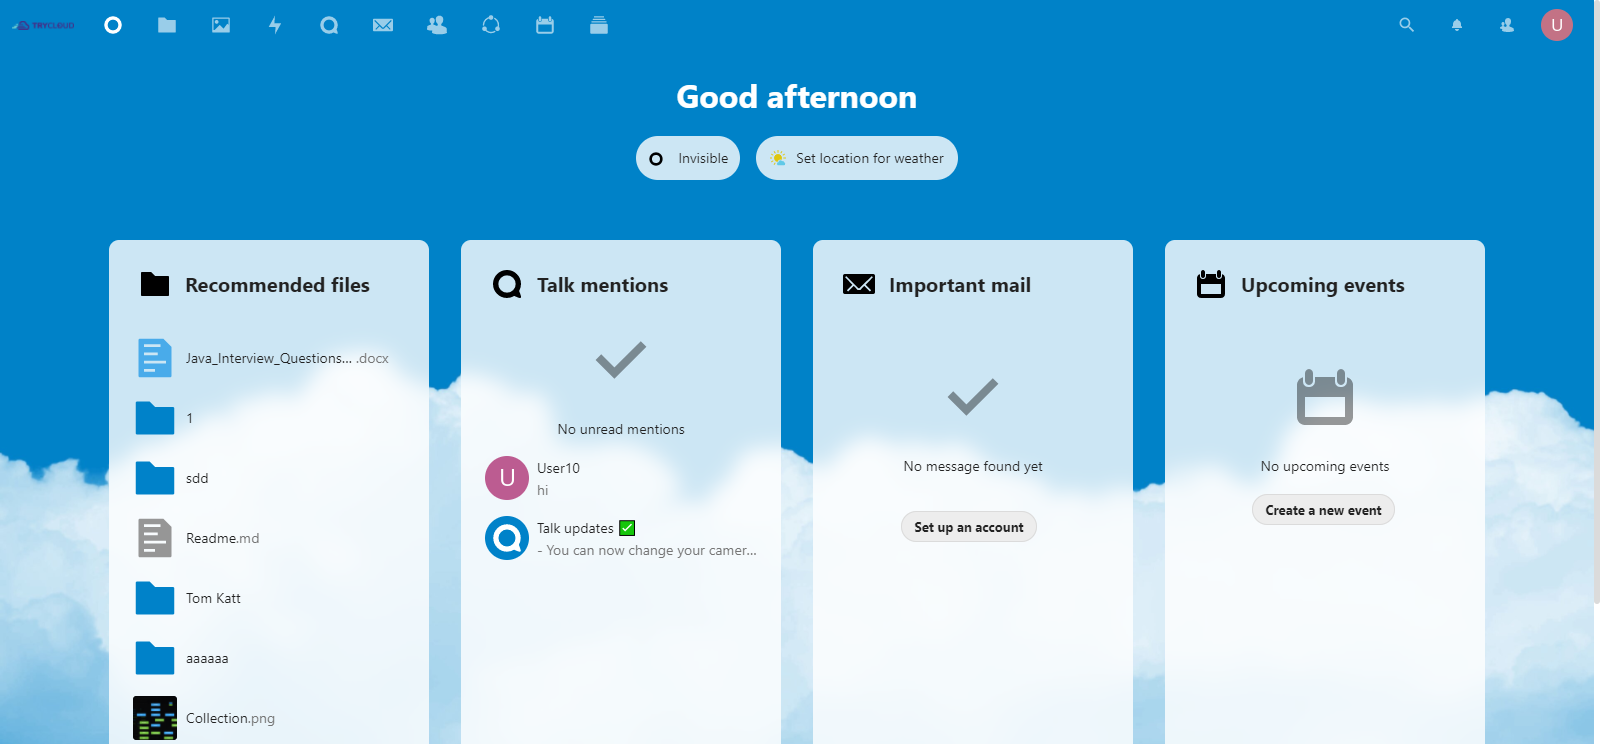 TRYCLOUD
U
Good afternoon
Invisible
Set location for weather
Recommended files
Java_Interview_Questions... .docx
1
sdd
Readme.md
Tom Katt
aaaaaa
Collection.png
Talk mentions
No unread mentions
U
User10
hi
Talk updates ✅
- You can now change your camer...
Important mail
No message found yet
Set up an account
Upcoming events
No upcoming events
Create a new event